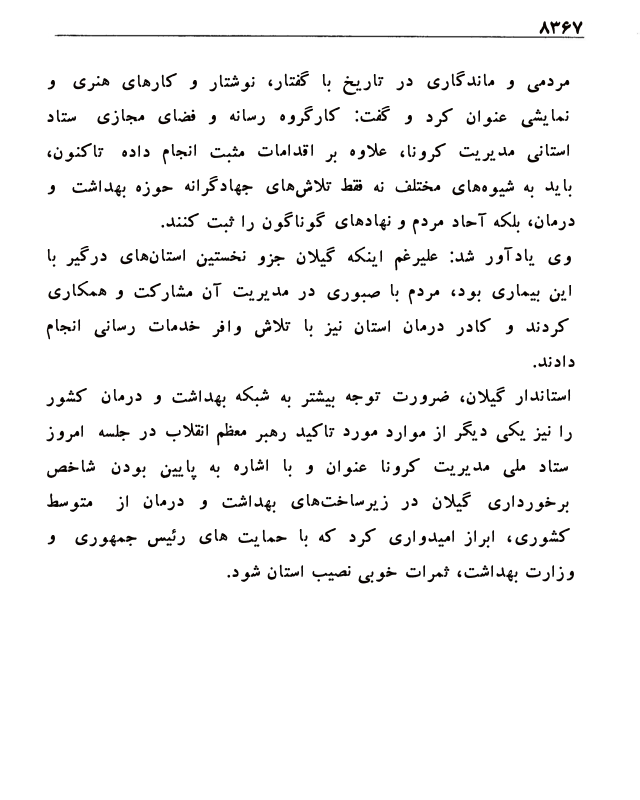 ۸۳۶۷
مردمی و ماندگاری در تاریخ با گفتار، نوشتار و کارهای هنری و
نمایشی عنوان کرد و گفت: کارگروه رسانه و فضای مجازی ستاد
استانی مدیریت کرونا، علاوه بر اقدامات مثبت انجام داده تاکنون،
باید به شیوه‌های مختلف نه فقط تلاش‌های جهادگرانه حوزه بهداشت و
درمان، بلکه آحاد مردم و نهادهای گوناگون را ثبت کنند.
وی یادآور شد: علیرغم اینکه گیلان جزو نخستین استان‌های درگیر با
این بیماری بود، مردم با صبوری در مدیریت آن مشارکت و همکاری
کردند و کادر درمان استان نیز با تلاش وافر خدمات رسانی انجام
دادند.
استاندار گیلان، ضرورت توجه بیشتر به شبکه بهداشت و درمان کشور
را نیز یکی دیگر از موارد مورد تاکید رهبر معظم انقلاب در جلسه امروز
ستاد ملی مدیریت کرونا عنوان و با اشاره به پایین بودن شاخص
برخورداری گیلان در زیرساخت‌های بهداشت و درمان از متوسط
کشوری، ابراز امیدواری کرد که با حمایت های رئیس جمهوری و
وزارت بهداشت، ثمرات خوبی نصیب استان شود.